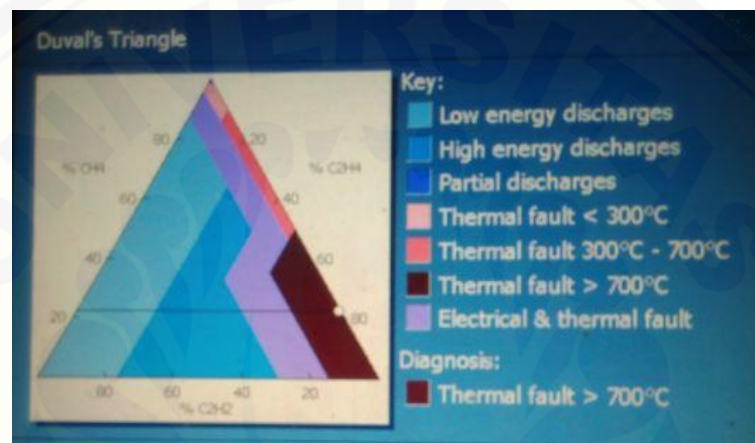 Duval's Triangle
Key:
Low energy discharges
High energy discharges
Partial discharges
Thermal fault < 300°C
Thermal fault 300°C - 700°C
Thermal fault > 700°C
Electrical & thermal fault
Diagnosis:
Thermal fault > 700°C
% CH4
% C2H4
80
20
60
40
40
60
20
80
80
60
40
20
% C2H2
UNIVERSITAS